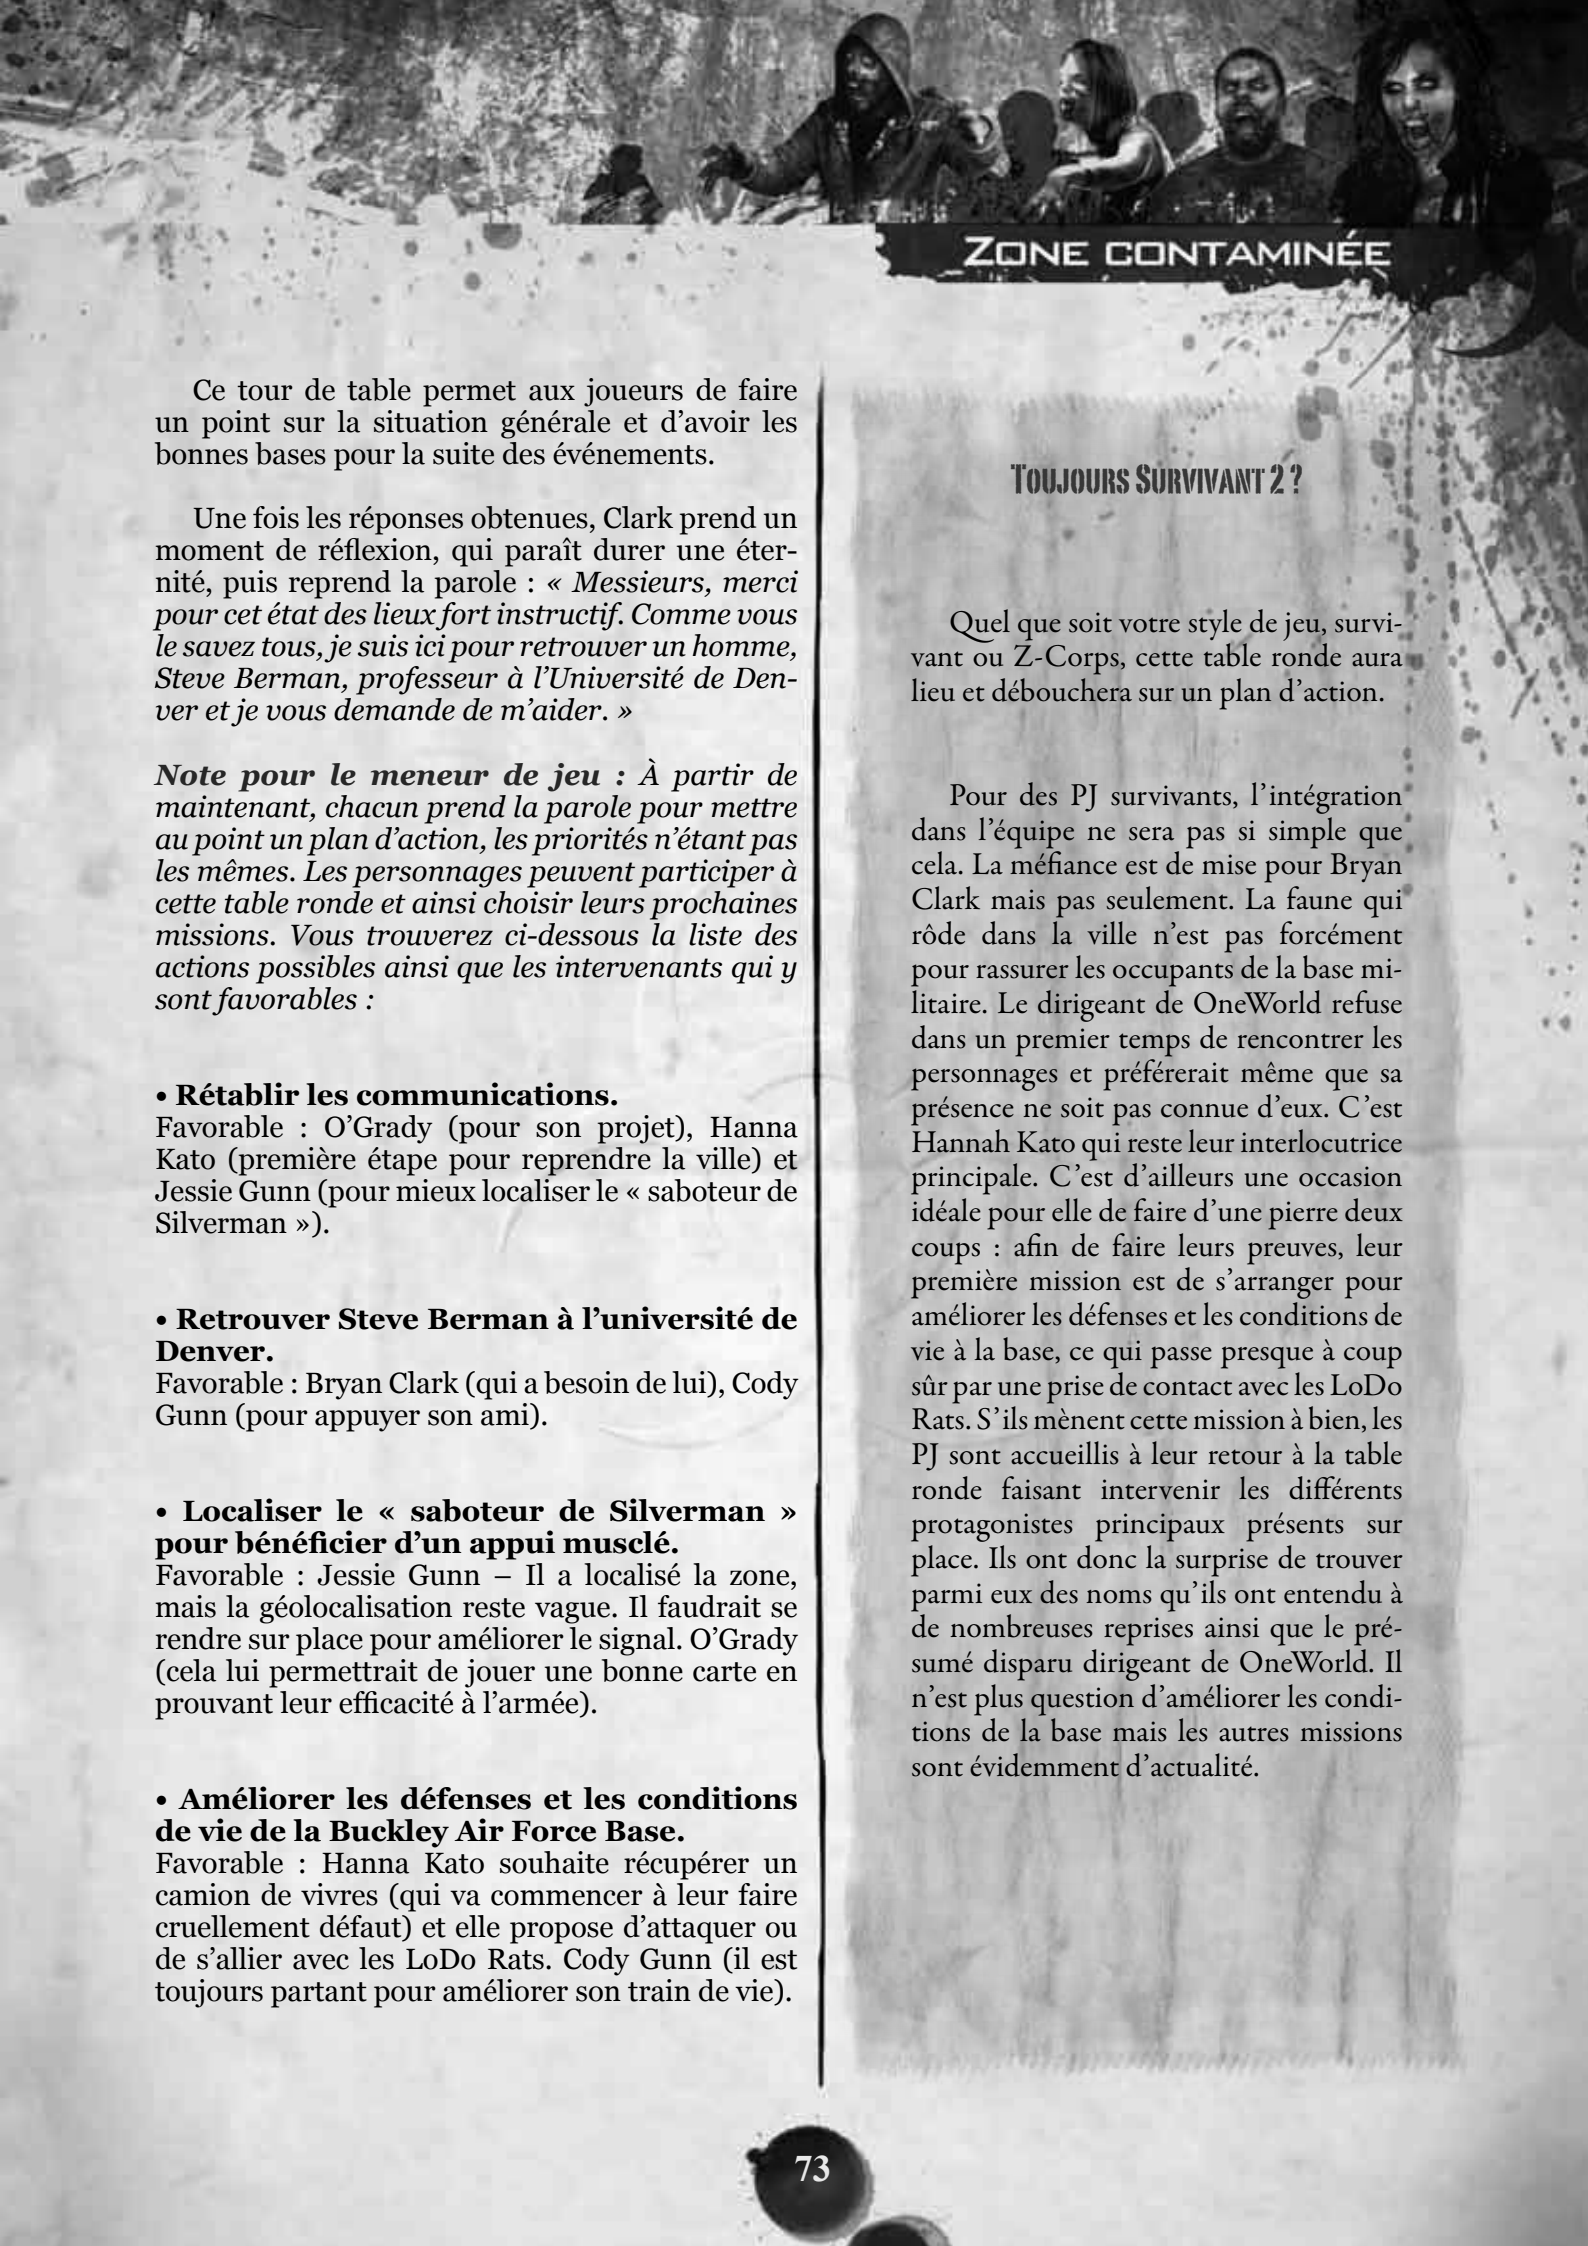 ZONE CONTAMINÉE
Ce tour de table permet aux joueurs de faire
un point sur la situation générale et d’avoir les
bonnes bases pour la suite des événements.
Une fois les réponses obtenues, Clark prend un
moment de réflexion, qui paraît durer une éter-
nité, puis reprend la parole : « Messieurs, merci
pour cet état des lieux fort instructif. Comme vous
le savez tous, je suis ici pour retrouver un homme,
Steve Berman, professeur à l’Université de Den-
ver et je vous demande de m’aider. »
Note pour le meneur de jeu : À partir de
maintenant, chacun prend la parole pour mettre
au point un plan d’action, les priorités n’étant pas
les mêmes. Les personnages peuvent participer à
cette table ronde et ainsi choisir leurs prochaines
missions. Vous trouverez ci-dessous la liste des
actions possibles ainsi que les intervenants qui y
sont favorables :
• Rétablir les communications.
Favorable : O’Grady (pour son projet), Hanna
Kato (première étape pour reprendre la ville) et
Jessie Gunn (pour mieux localiser le « saboteur de
Silverman »).
• Retrouver Steve Berman à l’université de
Denver.
Favorable : Bryan Clark (qui a besoin de lui), Cody
Gunn (pour appuyer son ami).
• Localiser le « saboteur de Silverman »
pour bénéficier d’un appui musclé.
Favorable : Jessie Gunn – Il a localisé la zone,
mais la géolocalisation reste vague. Il faudrait se
rendre sur place pour améliorer le signal. O’Grady
(cela lui permettrait de jouer une bonne carte en
prouvant leur efficacité à l’armée).
• Améliorer les défenses et les conditions
de vie de la Buckley Air Force Base.
Favorable : Hanna Kato souhaite récupérer un
camion de vivres (qui va commencer à leur faire
cruellement défaut) et elle propose d’attaquer ou
de s’allier avec les LoDo Rats. Cody Gunn (il est
toujours partant pour améliorer son train de vie).
TOUJOURS SURVIVANT 2 ?
Quel que soit votre style de jeu, survi-
vant ou Z-Corps, cette table ronde aura
lieu et débouchera sur un plan d’action.
Pour des PJ survivants, l’intégration
dans l’équipe ne sera pas si simple que
cela. La méfiance est de mise pour Bryan
Clark mais pas seulement. La faune qui
rôde dans la ville n’est pas forcément
pour rassurer les occupants de la base mi-
litaire. Le dirigeant de OneWorld refuse
dans un premier temps de rencontrer les
personnages et préférerait même que sa
présence ne soit pas connue d’eux. C’est
Hannah Kato qui reste leur interlocutrice
principale. C’est d’ailleurs une occasion
idéale pour elle de faire d’une pierre deux
coups : afin de faire leurs preuves, leur
première mission est de s’arranger pour
améliorer les défenses et les conditions de
vie à la base, ce qui passe presque à coup
sûr par une prise de contact avec les LoDo
Rats. S’ils mènent cette mission à bien, les
PJ sont accueillis à leur retour à la table
ronde faisant intervenir les différents
protagonistes principaux présents sur
place. Ils ont donc la surprise de trouver
parmi eux des noms qu’ils ont entendu à
de nombreuses reprises ainsi que le pré-
sumé disparu dirigeant de OneWorld. Il
n’est plus question d’améliorer les condi-
tions de la base mais les autres missions
sont évidemment d’actualité.
73